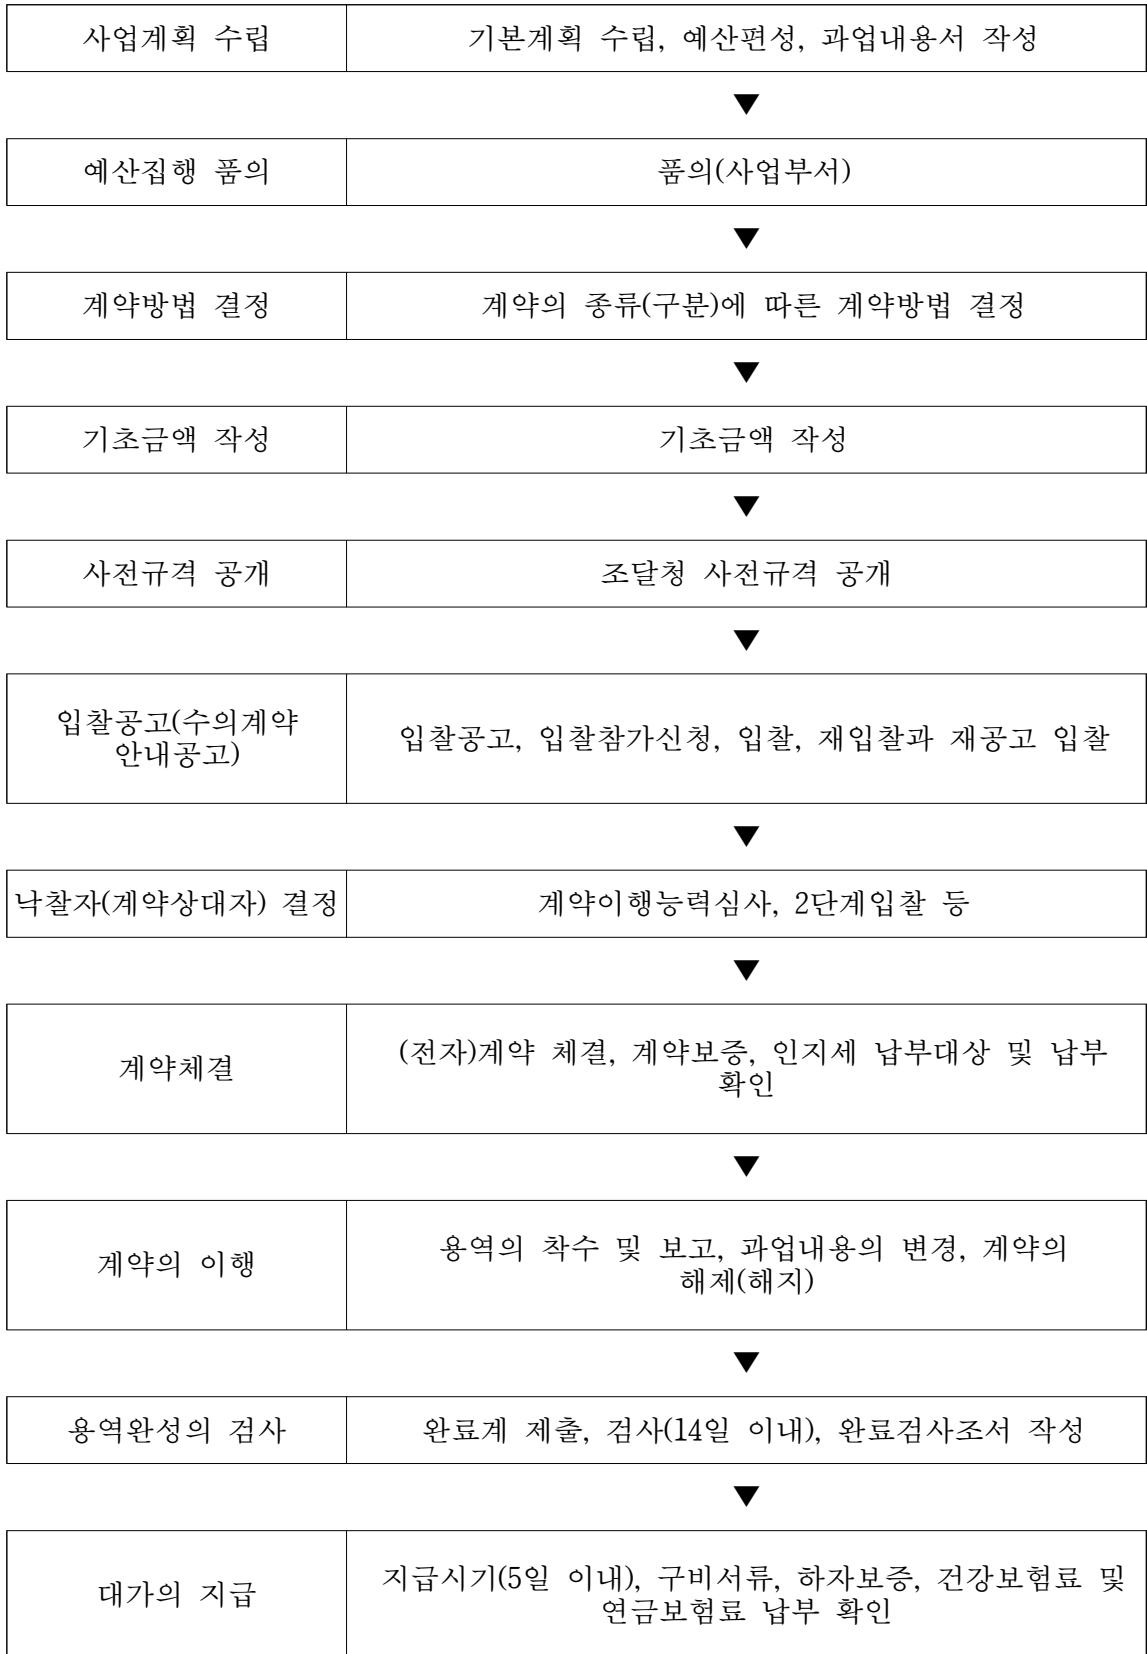 사업계획 수립
기본계획 수립, 예산편성, 과업내용서 작성
▼
예산집행 품의
품의(사업부서)
▼
계약방법 결정
계약의 종류(구분)에 따른 계약방법 결정
▼
기초금액 작성
기초금액 작성
▼
사전규격 공개
조달청 사전규격 공개
▼
입찰공고(수의계약
안내공고)
입찰공고, 입찰참가신청, 입찰, 재입찰과 재공고 입찰
▼
낙찰자(계약상대자) 결정
계약이행능력심사, 2단계입찰 등
▼
계약체결
(전자)계약 체결, 계약보증, 인지세 납부대상 및 납부
확인
▼
계약의 이행
용역의 착수 및 보고, 과업내용의 변경, 계약의
해제(해지)
▼
용역완성의 검사
완료계 제출, 검사(14일 이내), 완료검사조서 작성
▼
대가의 지급
지급시기(5일 이내), 구비서류, 하자보증, 건강보험료 및
연금보험료 납부 확인